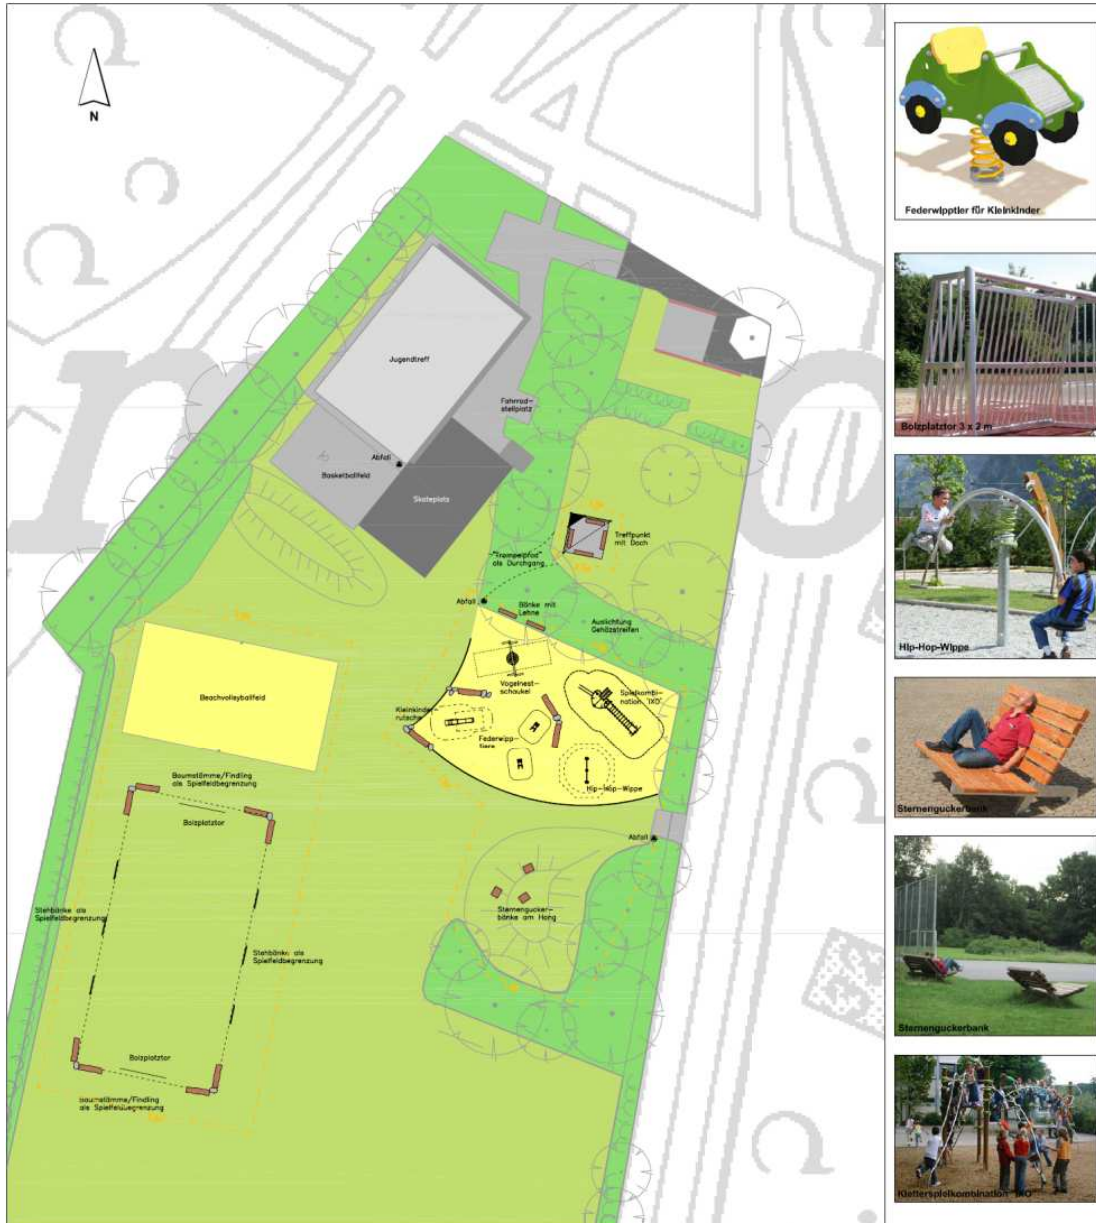 N
Jugendtreff
Fahrrad-
stellplatz
Abfall
Basketballfeld
Skateplatz
Treffpunkt
mit Dach
"Trampelpfad"
als Durchgang
Abfall
Bänke mit
Lehne
Auslichtung
Gehölzstreifen
Beachvolleyballfeld
Vogelnest-
schaukel
Spielkombi-
nation "IXO"
Kleinkinder
rutsche
Federwipp-
tiere
Hip-Hop-Wippe
Baumstämme/Findling
als Spielfeldbegrenzung
Bolzplatztor
Abfall
Sternengucker-
bänke am Hang
Stehbänke als
Spielfeldbegrenzung
Stehbänke als
Spielfeldbegrenzung
Bolzplatztor
Baumstämme/Findling
als Spielfeldbegrenzung
Federwipptier für Kleinkinder
Bolzplatztor 3 x 2 m
Hip-Hop-Wippe
Sternenguckerbank
Sternenguckerbank
Kletterspielkombination "IXO"